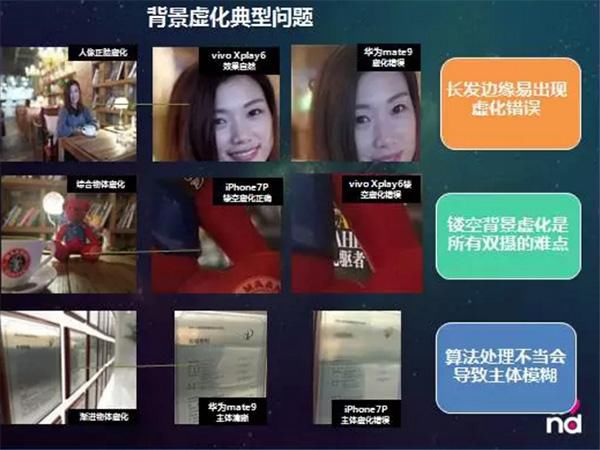 背景虚化典型问题
人像正脸虚化
vivo Xplay6
效果自然
华为mate9
虚化错误
长发边缘易出现
虚化错误
综合物体虚化
iPhone7P
镂空虚化正确
vivo Xplay6镂
空虚化错误
镂空背景虚化是
所有双摄的难点
渐进物体虚化
华为mate9
主体清晰
iPhone7P
主体虚化错误
算法处理不当会
导致主体模糊
nd